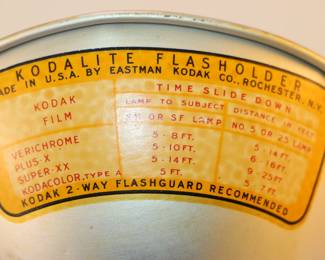 KODALITE FLASHOLDER
MADE IN U.S.A. BY EASTMAN KODAK CO., ROCHESTER, N.Y.
TIME SLIDE DOWN
KODAK FILM
LAMP TO SUBJECT DISTANCE IN FEET
SM OR SF LAMP NO. 5 OR 25 LAMP
VERICHROME 5-8 FT. 5-14 FT.
PLUS-X 5-10 FT. 6-16 FT.
SUPER-XX 5-14 FT. 9-25 FT.
KODACOLOR, TYPE A 5 FT. 5-7 FT.
KODAK 2-WAY FLASHGUARD RECOMMENDED